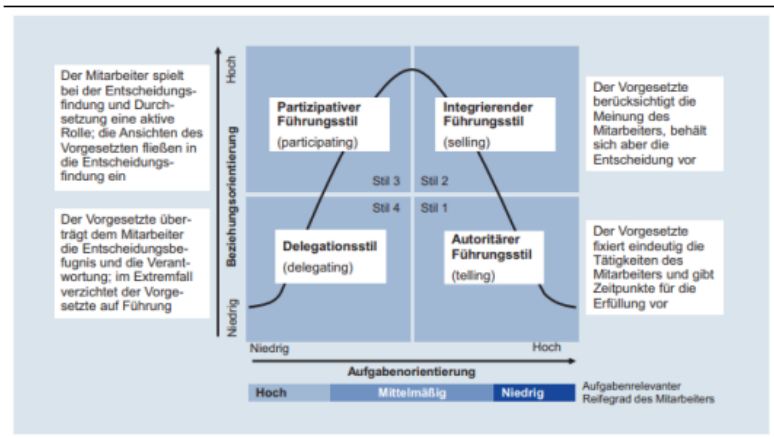 Der Mitarbeiter spielt
bei der Entscheidungs-
findung und Durch-
setzung eine aktive
Rolle; die Ansichten des
Vorgesetzten fließen in
die Entscheidungs-
findung ein
Der Vorgesetzte über-
trägt dem Mitarbeiter
die Entscheidungsbe-
fugnis und die Verant-
wortung; im Extremfall
verzichtet der Vorge-
setzte auf Führung
Beziehungsorientierung
Hoch
Niedrig
Partizipativer
Führungsstil
(participating)
Stil 3
Integrierender
Führungsstil
(selling)
Stil 2
Stil 4
Delegationsstil
(delegating)
Stil 1
Autoritärer
Führungsstil
(telling)
Der Vorgesetzte
berücksichtigt die
Meinung des
Mitarbeiters, behält
sich aber die
Entscheidung vor
Der Vorgesetzte
fixiert eindeutig die
Tätigkeiten des
Mitarbeiters und gibt
Zeitpunkte für die
Erfüllung vor
Niedrig
Hoch
Aufgabenorientierung
Hoch
Mittelmäßig
Niedrig
Aufgabenrelevanter
Reifegrad des Mitarbeiters